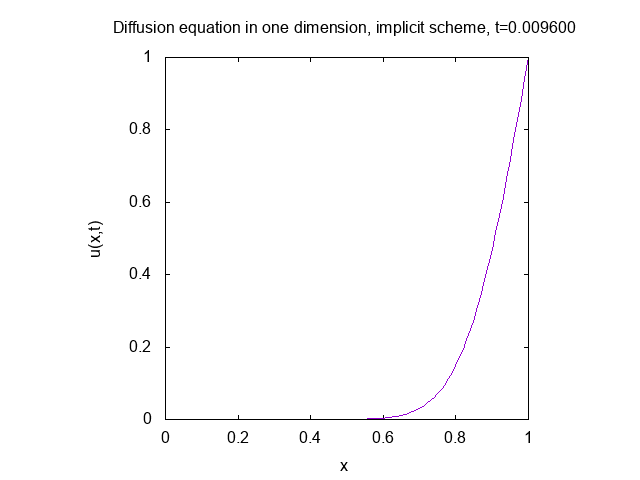 Diffusion equation in one dimension, implicit scheme, t=0.009600
1
0.8
0.6
0.4
0.2
0
u(x,t)
0 0.2 0.4 0.6 0.8 1
x